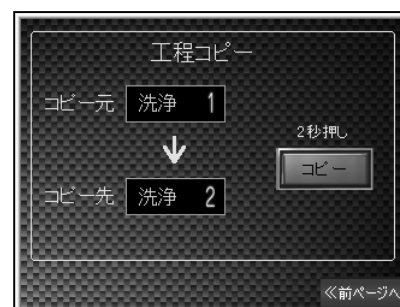 工程コピー
コピー元 洗浄 1
↓
コピー先 洗浄 2
2秒押し
コピー
≪前ページへ